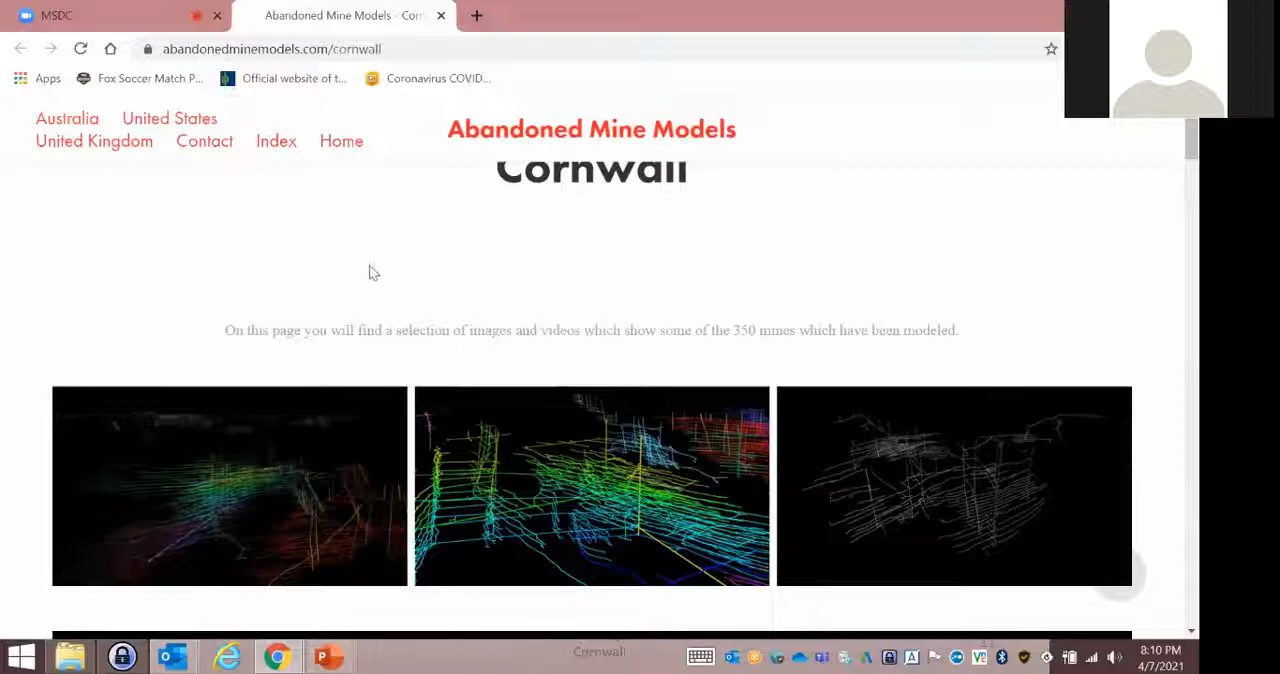 MSDC
Abandoned Mine Models - Corn
abandonedminemodels.com/cornwall
Apps Fox Soccer Match P... Official website of t... Coronavirus COVID...
Australia United States
United Kingdom Contact Index Home
Abandoned Mine Models
Cornwall
On this page you will find a selection of images and videos which show some of the 350 mines which have been modeled.
Cornwall
8:10 PM
4/7/2021